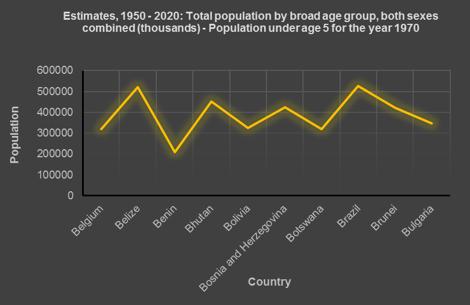 Estimates, 1950 - 2020: Total population by broad age group, both sexes
combined (thousands) - Population under age 5 for the year 1970
600000
500000
400000
300000
200000
100000
0
Population
Belgium
Belize
Benin
Bhutan
Bolivia
Bosnia and Herzegovina
Botswana
Brazil
Brunei
Bulgaria
Country